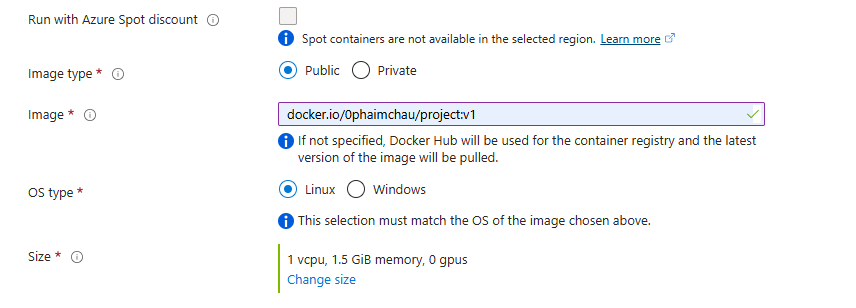 Run with Azure Spot discount
Spot containers are not available in the selected region. Learn more
Image type *
Public Private
Image *
docker.io/0phaimchau/project:v1
If not specified, Docker Hub will be used for the container registry and the latest
version of the image will be pulled.
OS type *
Linux Windows
This selection must match the OS of the image chosen above.
Size *
1 vcpu, 1.5 GiB memory, 0 gpus
Change size